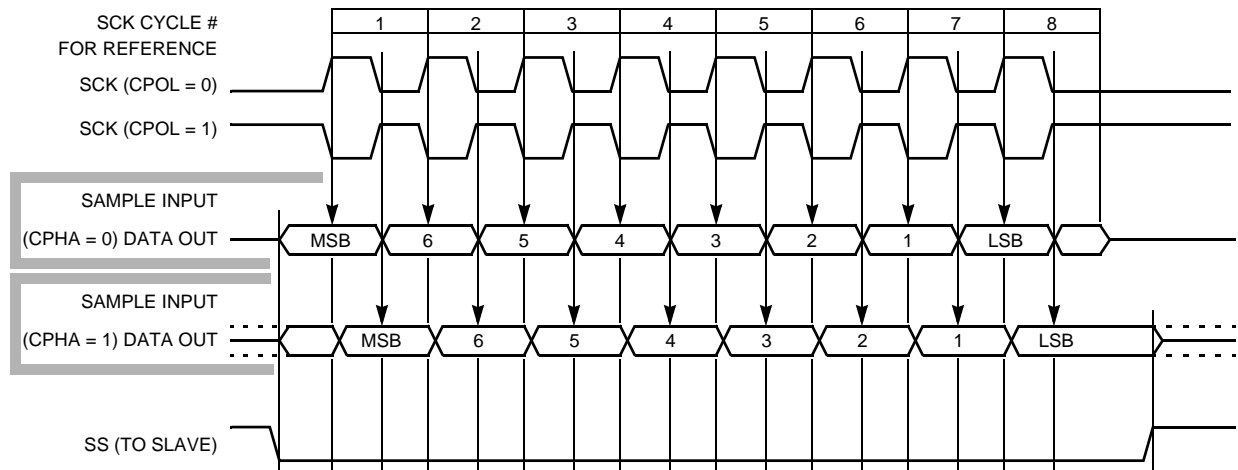 SCK CYCLE # 1 2 3 4 5 6 7 8
FOR REFERENCE
SCK (CPOL = 0)
SCK (CPOL = 1)
SAMPLE INPUT
(CPHA = 0) DATA OUT MSB 6 5 4 3 2 1 LSB
SAMPLE INPUT
(CPHA = 1) DATA OUT MSB 6 5 4 3 2 1 LSB
SS (TO SLAVE)